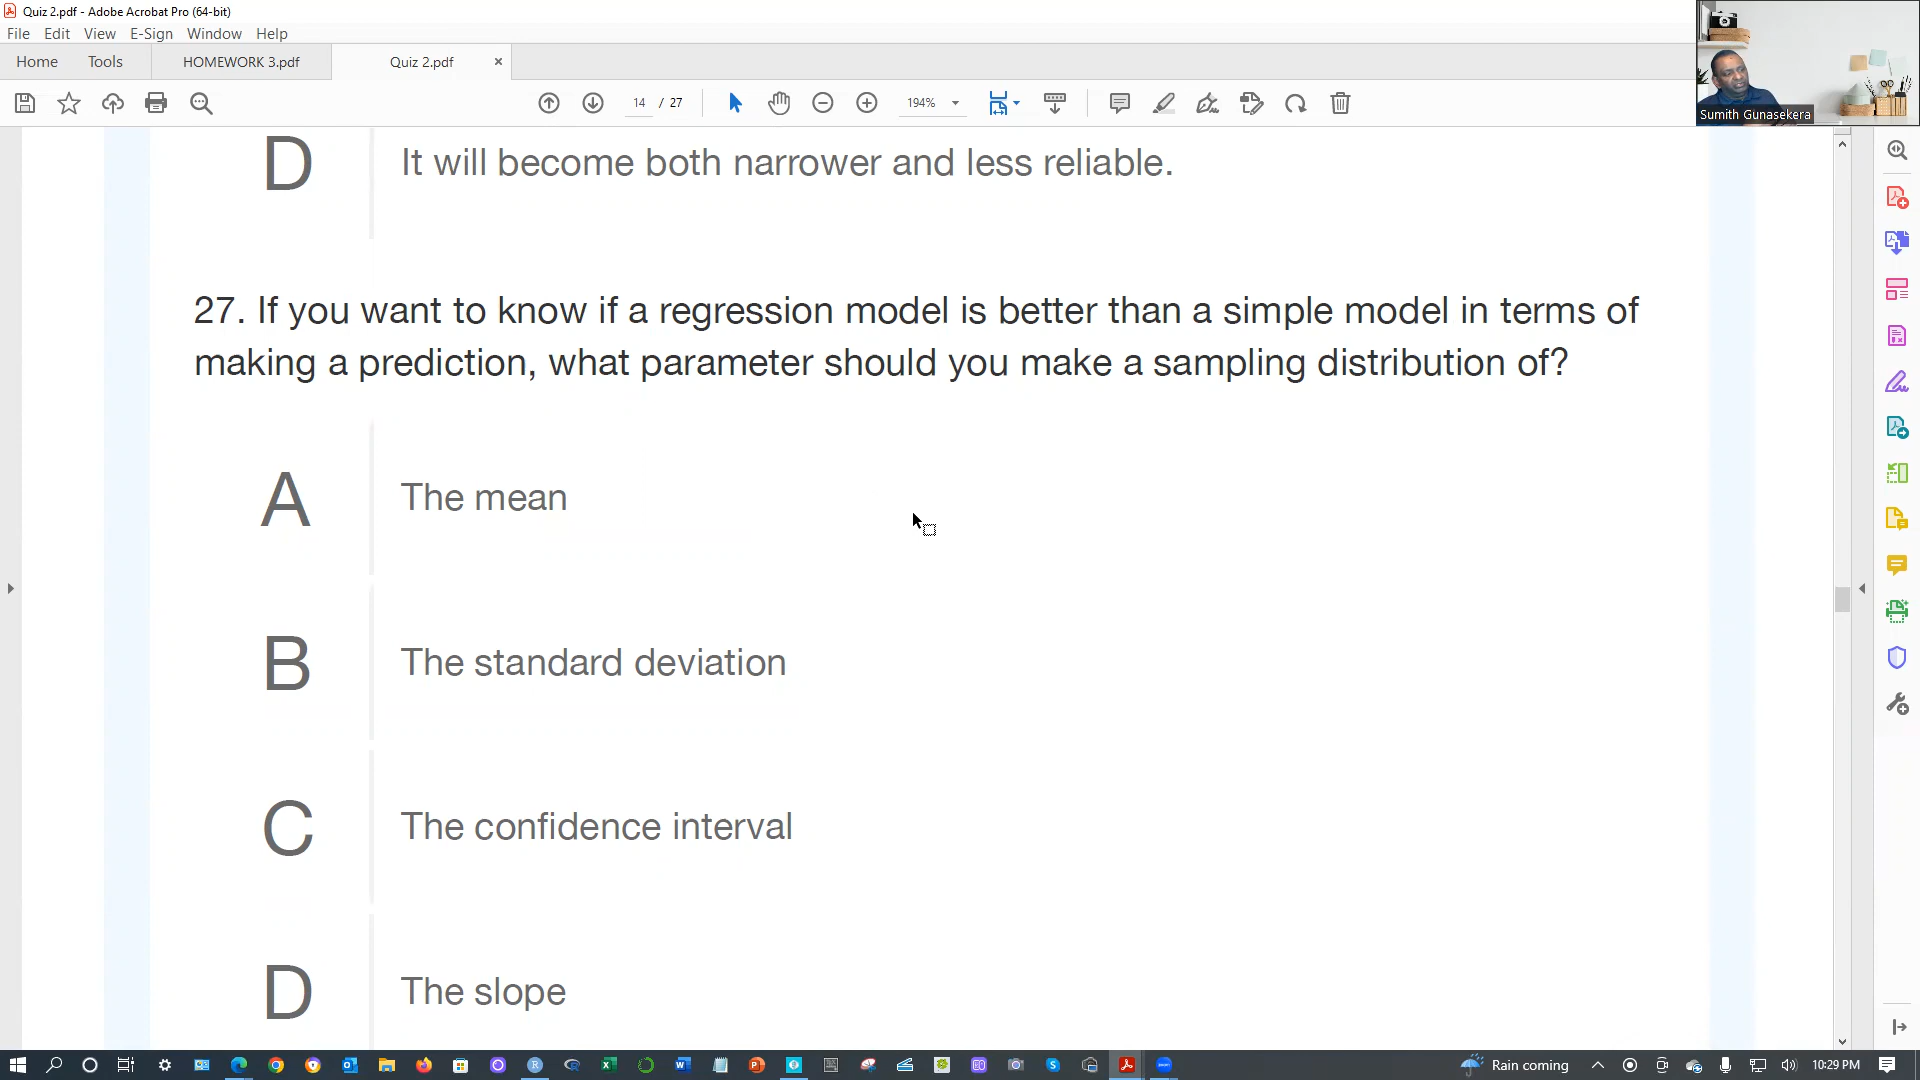 Quiz 2.pdf - Adobe Acrobat Pro (64-bit)
File Edit View E-Sign Window Help
Home Tools HOMEWORK 3.pdf Quiz 2.pdf ×
14 / 27 194%
Sumith Gunasekera
D It will become both narrower and less reliable.
27. If you want to know if a regression model is better than a simple model in terms of
making a prediction, what parameter should you make a sampling distribution of?
A The mean
B The standard deviation
C The confidence interval
D The slope
Rain coming 10:29 PM